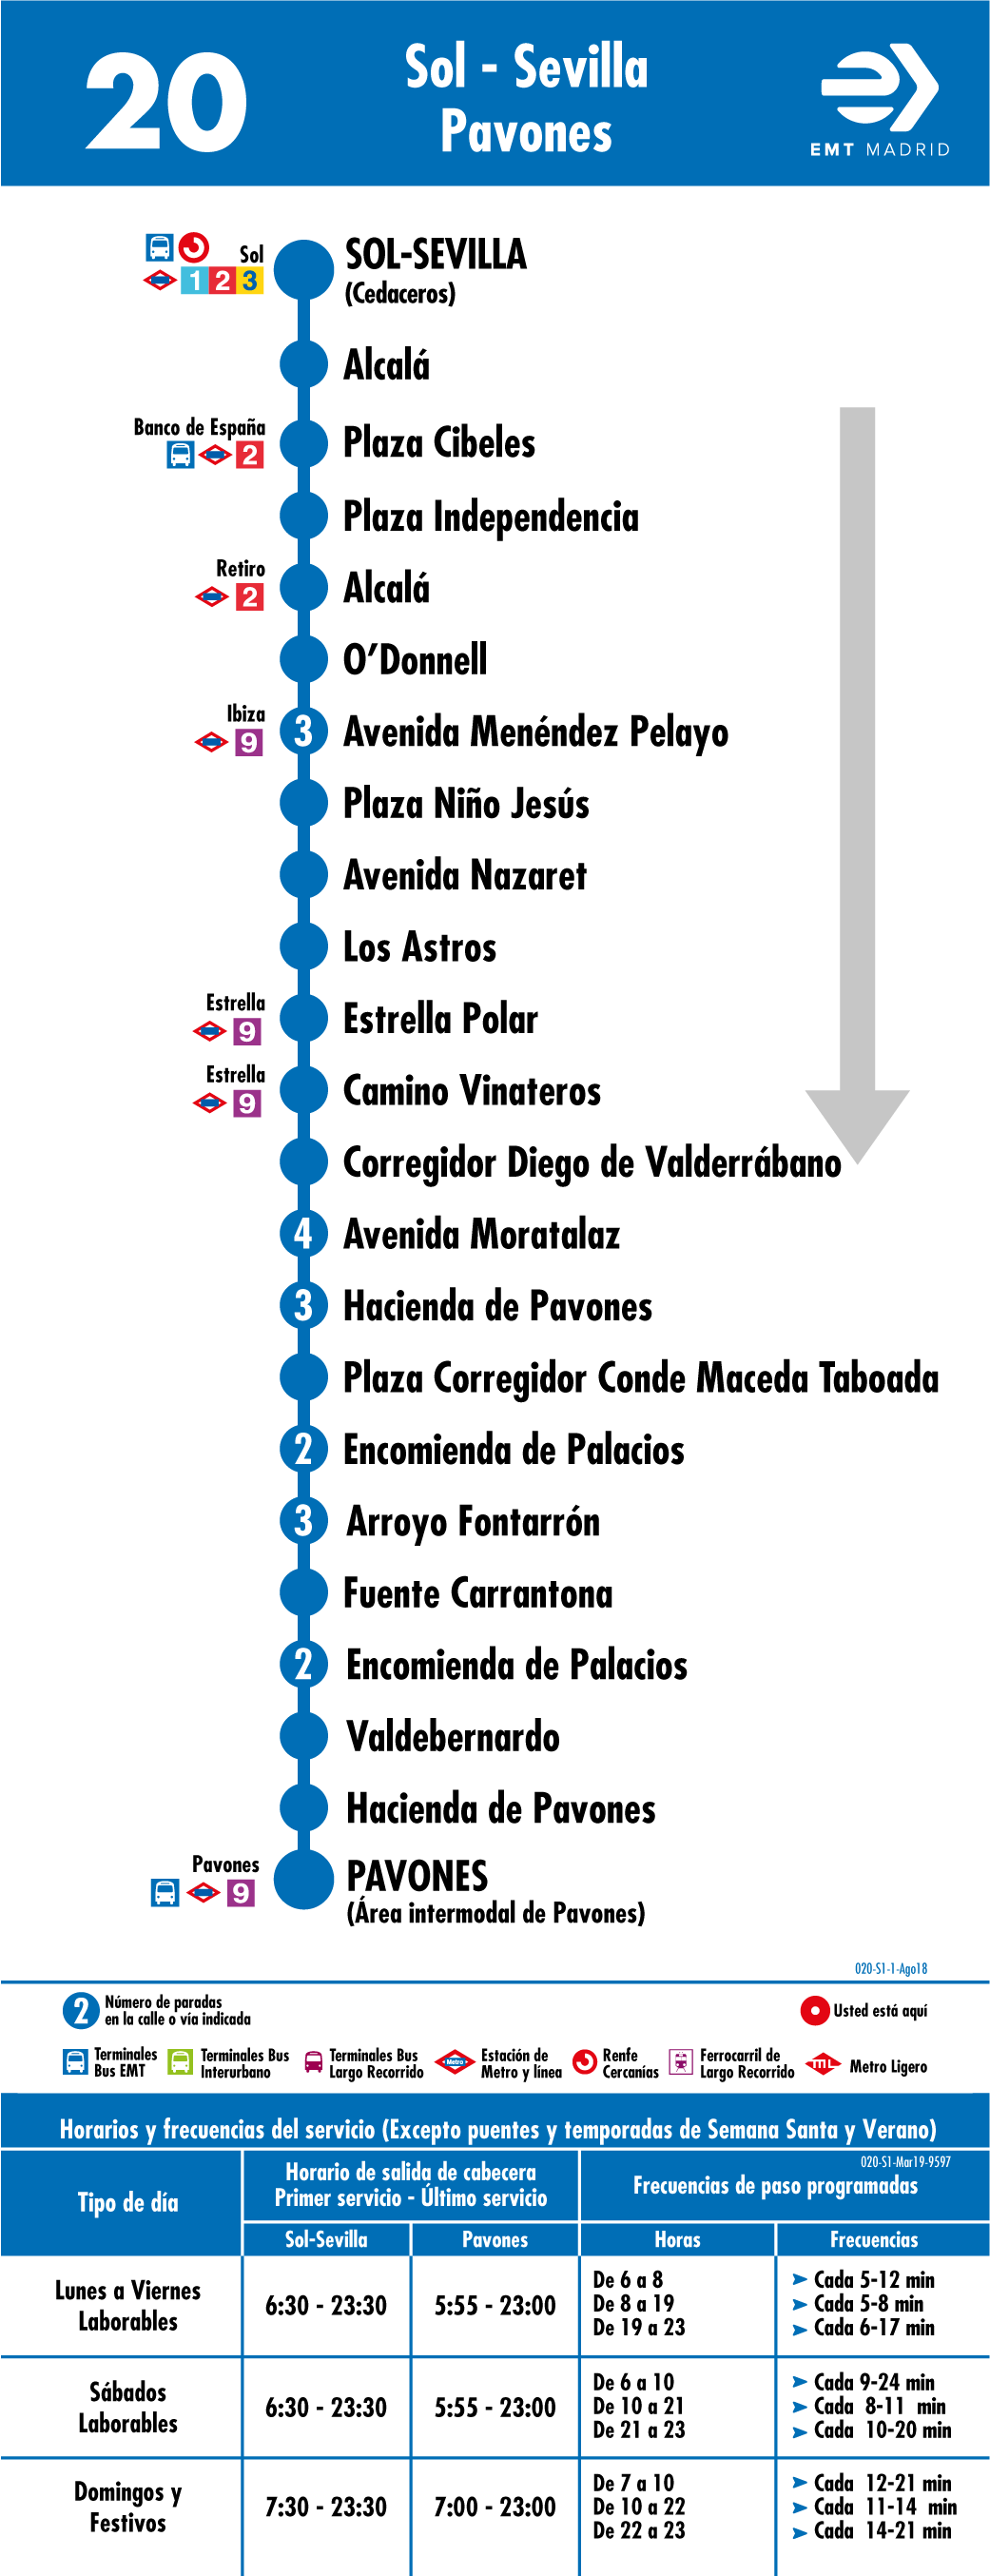 20
Sol - Sevilla
Pavones
EMT MADRID
Sol
1 2 3
SOL-SEVILLA
(Cedaceros)
Alcalá
Banco de España
2
Plaza Cibeles
Plaza Independencia
Retiro
2
Alcalá
O’Donnell
Ibiza
9
3
Avenida Menéndez Pelayo
Plaza Niño Jesús
Avenida Nazaret
Los Astros
Estrella
9
Estrella Polar
Estrella
9
Camino Vinateros
Corregidor Diego de Valderrábano
4
Avenida Moratalaz
3
Hacienda de Pavones
Plaza Corregidor Conde Maceda Taboada
2
Encomienda de Palacios
3
Arroyo Fontarrón
Fuente Carrantona
2
Encomienda de Palacios
Valdebernardo
Hacienda de Pavones
Pavones
9
PAVONES
(Área intermodal de Pavones)
020-S1-1-Ago18
2
Número de paradas
en la calle o vía indicada
Usted está aquí
Terminales
Bus EMT
Terminales Bus
Interurbano
Terminales Bus
Largo Recorrido
Metro
Estación de
Metro y línea
Renfe
Cercanías
Ferrocarril de
Largo Recorrido
ML
Metro Ligero
Horarios y frecuencias del servicio (Excepto puentes y temporadas de Semana Santa y Verano)
020-S1-Mar19-9597
Tipo de día
Horario de salida de cabecera
Primer servicio - Último servicio
Frecuencias de paso programadas
Sol-Sevilla
Pavones
Horas
Frecuencias
Lunes a Viernes
Laborables
6:30 - 23:30
5:55 - 23:00
De 6 a 8
Cada 5-12 min
De 8 a 19
Cada 5-8 min
De 19 a 23
Cada 6-17 min
Sábados
Laborables
6:30 - 23:30
5:55 - 23:00
De 6 a 10
Cada 9-24 min
De 10 a 21
Cada 8-11 min
De 21 a 23
Cada 10-20 min
Domingos y
Festivos
7:30 - 23:30
7:00 - 23:00
De 7 a 10
Cada 12-21 min
De 10 a 22
Cada 11-14 min
De 22 a 23
Cada 14-21 min